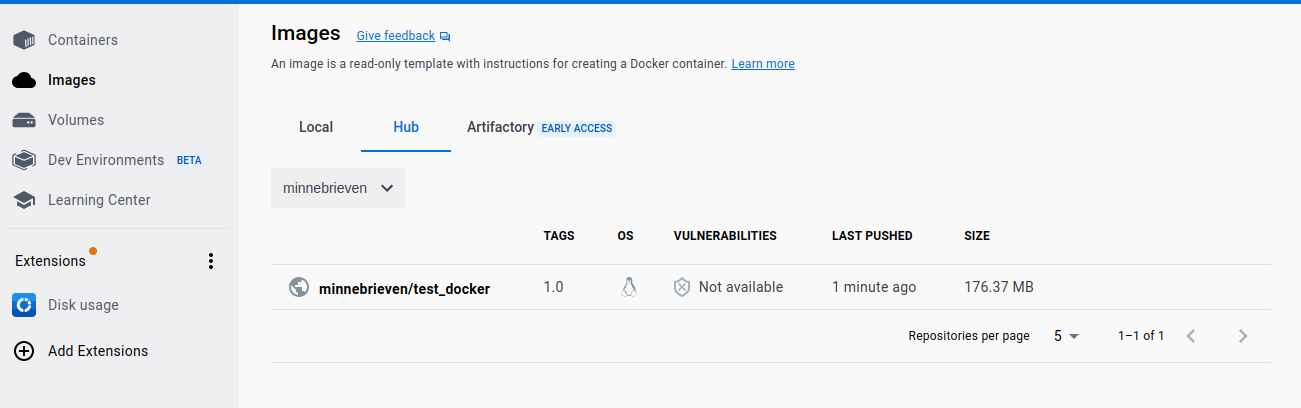 Containers
Images
Volumes
Dev Environments BETA
Learning Center
Extensions
Disk usage
Add Extensions
Images Give feedback
An image is a read-only template with instructions for creating a Docker container. Learn more
Local Hub Artifactory EARLY ACCESS
minnebrieven
TAGS OS VULNERABILITIES LAST PUSHED SIZE
minnebrieven/test_docker 1.0 Not available 1 minute ago 176.37 MB
Repositories per page 5 1–1 of 1